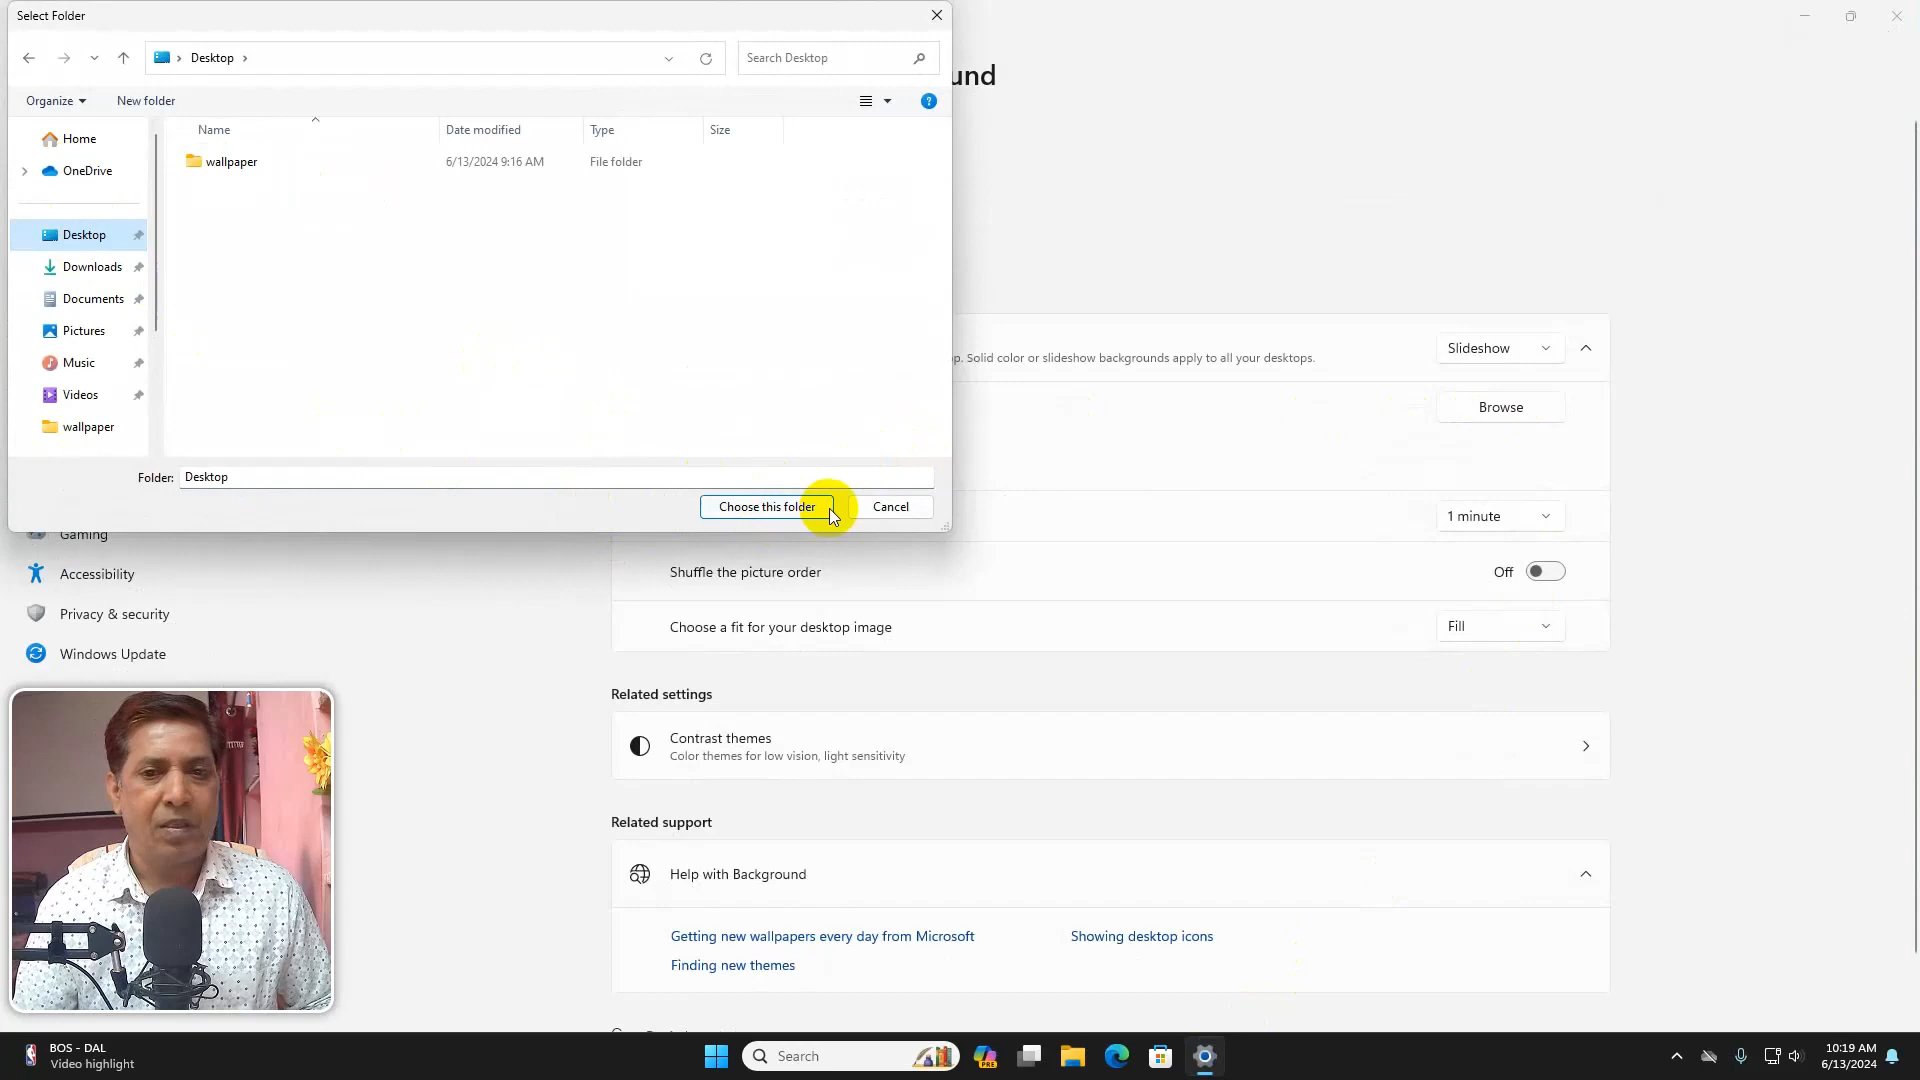 Select Folder
Desktop
Search Desktop
und
Organize
New folder
?
Name
Date modified
Type
Size
wallpaper
6/13/2024 9:16 AM
File folder
Home
OneDrive
Desktop
Downloads
Documents
Pictures
Music
Videos
wallpaper
Folder: Desktop
Choose this folder
Cancel
p. Solid color or slideshow backgrounds apply to all your desktops.
Slideshow
Browse
1 minute
Shuffle the picture order
Off
Choose a fit for your desktop image
Fill
Gaming
Accessibility
Privacy & security
Windows Update
Related settings
Contrast themes
Color themes for low vision, light sensitivity
Related support
Help with Background
Getting new wallpapers every day from Microsoft
Showing desktop icons
Finding new themes
BOS - DAL
Video highlight
Search
PRE
10:19 AM
6/13/2024